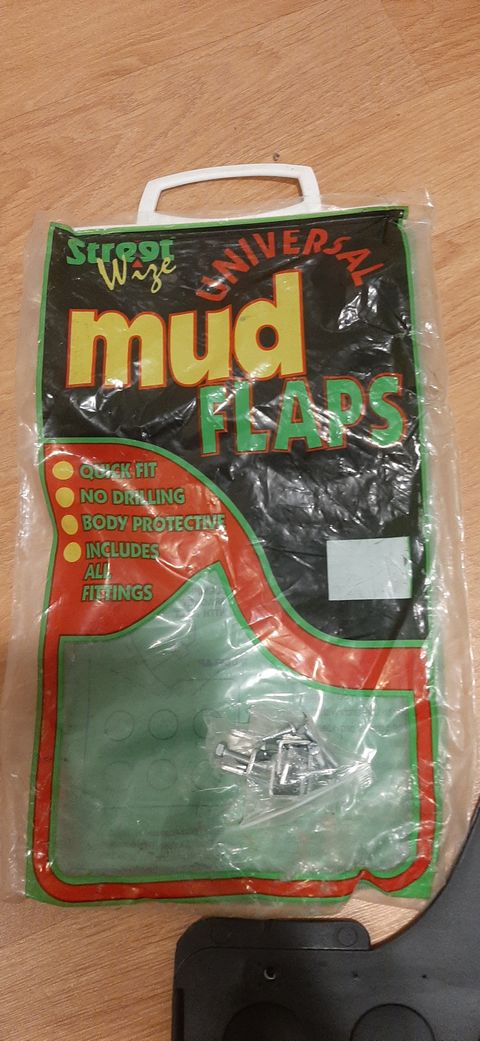 Street
Wize
UNIVERSAL
mud
FLAPS
QUICK FIT
NO DRILLING
BODY PROTECTIVE
INCLUDES
ALL
FITTINGS